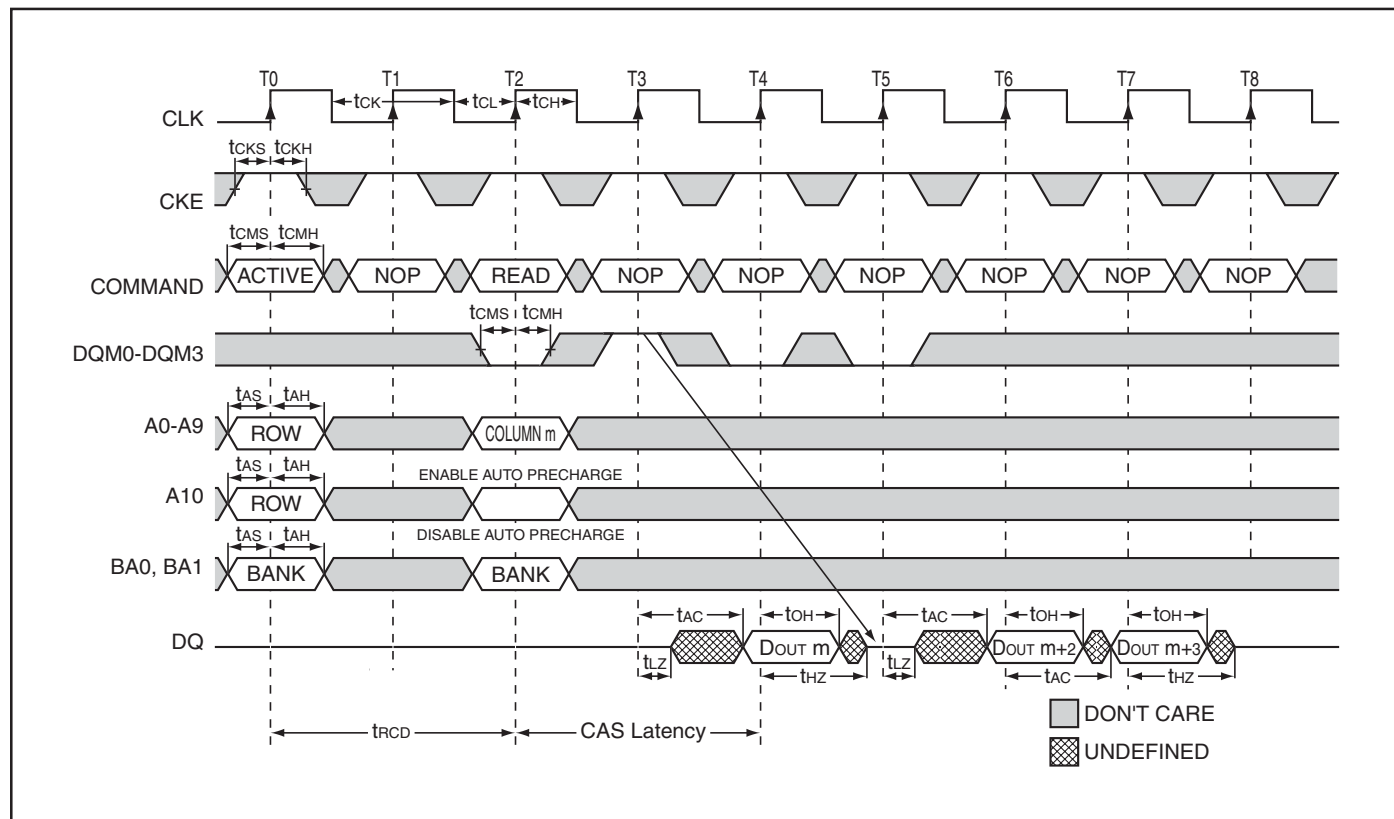 T0 T1 T2 T3 T4 T5 T6 T7 T8
CLK tCK tCL tCH
tCKS tCKH
CKE
tCMS tCMH
COMMAND ACTIVE NOP READ NOP NOP NOP NOP NOP NOP
tCMS tCMH
DQM0-DQM3
tAS tAH
A0-A9 ROW COLUMN m
tAS tAH ENABLE AUTO PRECHARGE
A10 ROW
tAS tAH DISABLE AUTO PRECHARGE
BA0, BA1 BANK BANK
tAC tOH tAC tOH tOH
DQ DOUT m DOUT m+2 DOUT m+3
tLZ tHZ tLZ tAC tHZ
tRCD CAS Latency
DON'T CARE
UNDEFINED